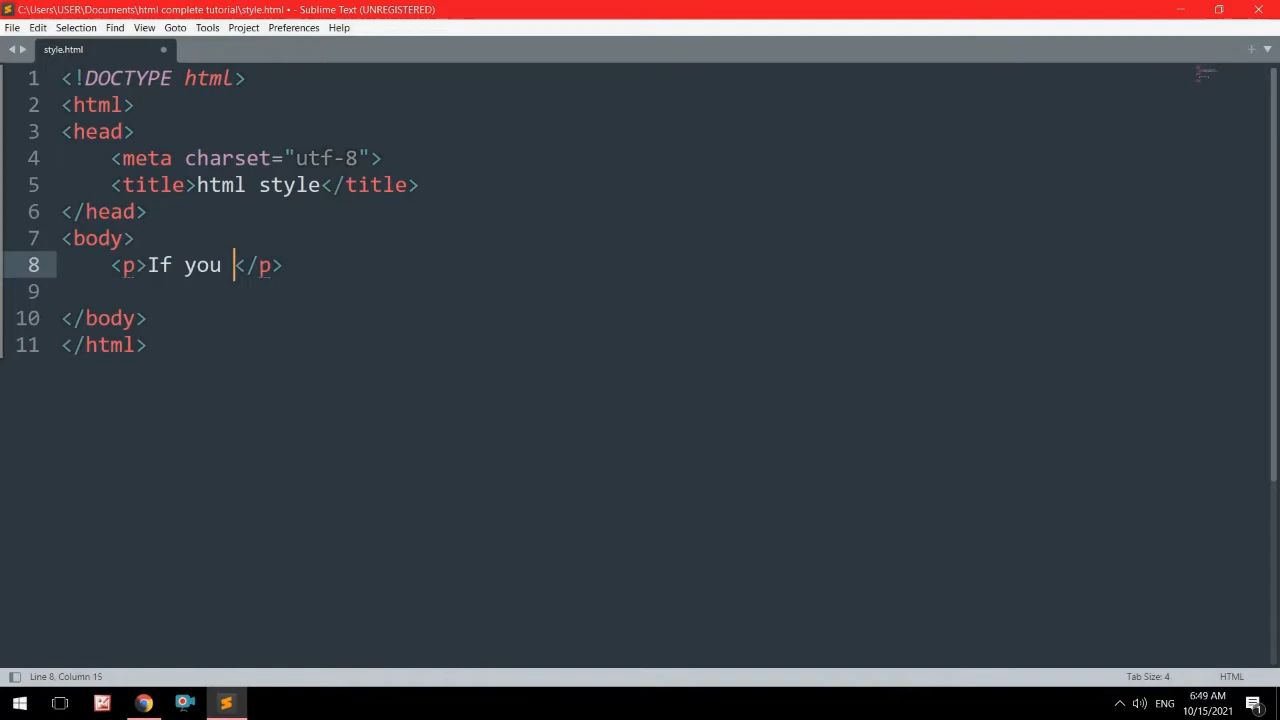 C:\Users\USER\Documents\html complete tutorial\style.html • - Sublime Text (UNREGISTERED)
File Edit Selection Find View Goto Tools Project Preferences Help
style.html
1 <!DOCTYPE html>
2 <html>
3 <head>
4 <meta charset="utf-8">
5 <title>html style</title>
6 </head>
7 <body>
8 <p>If you </p>
9
10 </body>
11 </html>
Line 8, Column 15 Tab Size: 4 HTML
ENG 6:49 AM
10/15/2021 1